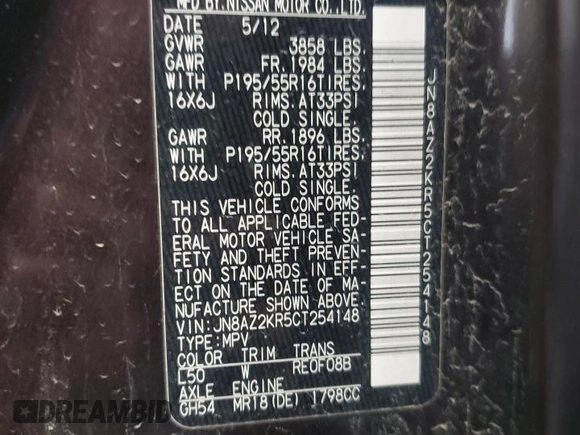 MFD BY:NISSAN MOTOR CO.,LTD.
DATE 5/12
GVWR 3858 LBS.
GAWR FR.1984 LBS.
WITH P195/55R16TIRES,
16X6J RIMS.AT33PSI
COLD SINGLE.
GAWR RR.1896 LBS.
WITH P195/55R16TIRES,
16X6J RIMS.AT33PSI
COLD SINGLE.
THIS VEHICLE CONFORMS
TO ALL APPLICABLE FED-
ERAL MOTOR VEHICLE SA-
FETY AND THEFT PREVEN-
TION STANDARDS IN EFF-
ECT ON THE DATE OF MA-
NUFACTURE SHOWN ABOVE.
VIN:JN8AZ2KR5CT254148
TYPE:MPV
COLOR TRIM TRANS
L50 W RE0F08B
AXLE ENGINE
GH54 MR18(DE) 1798CC
JN8AZ2KR5CT254148
DREAMBID